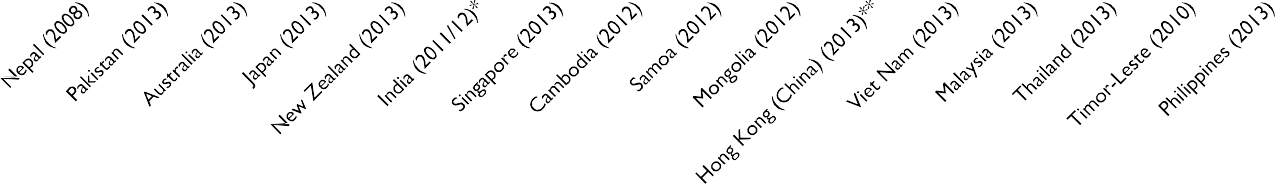 Nepal (2008)
Pakistan (2013)
Australia (2013)
Japan (2013)
New Zealand (2013)
India (2011/12)*
Singapore (2013)
Cambodia (2012)
Samoa (2012)
Mongolia (2012)
Hong Kong (China) (2013)**
Viet Nam (2013)
Malaysia (2013)
Thailand (2013)
Timor-Leste (2010)
Philippines (2013)